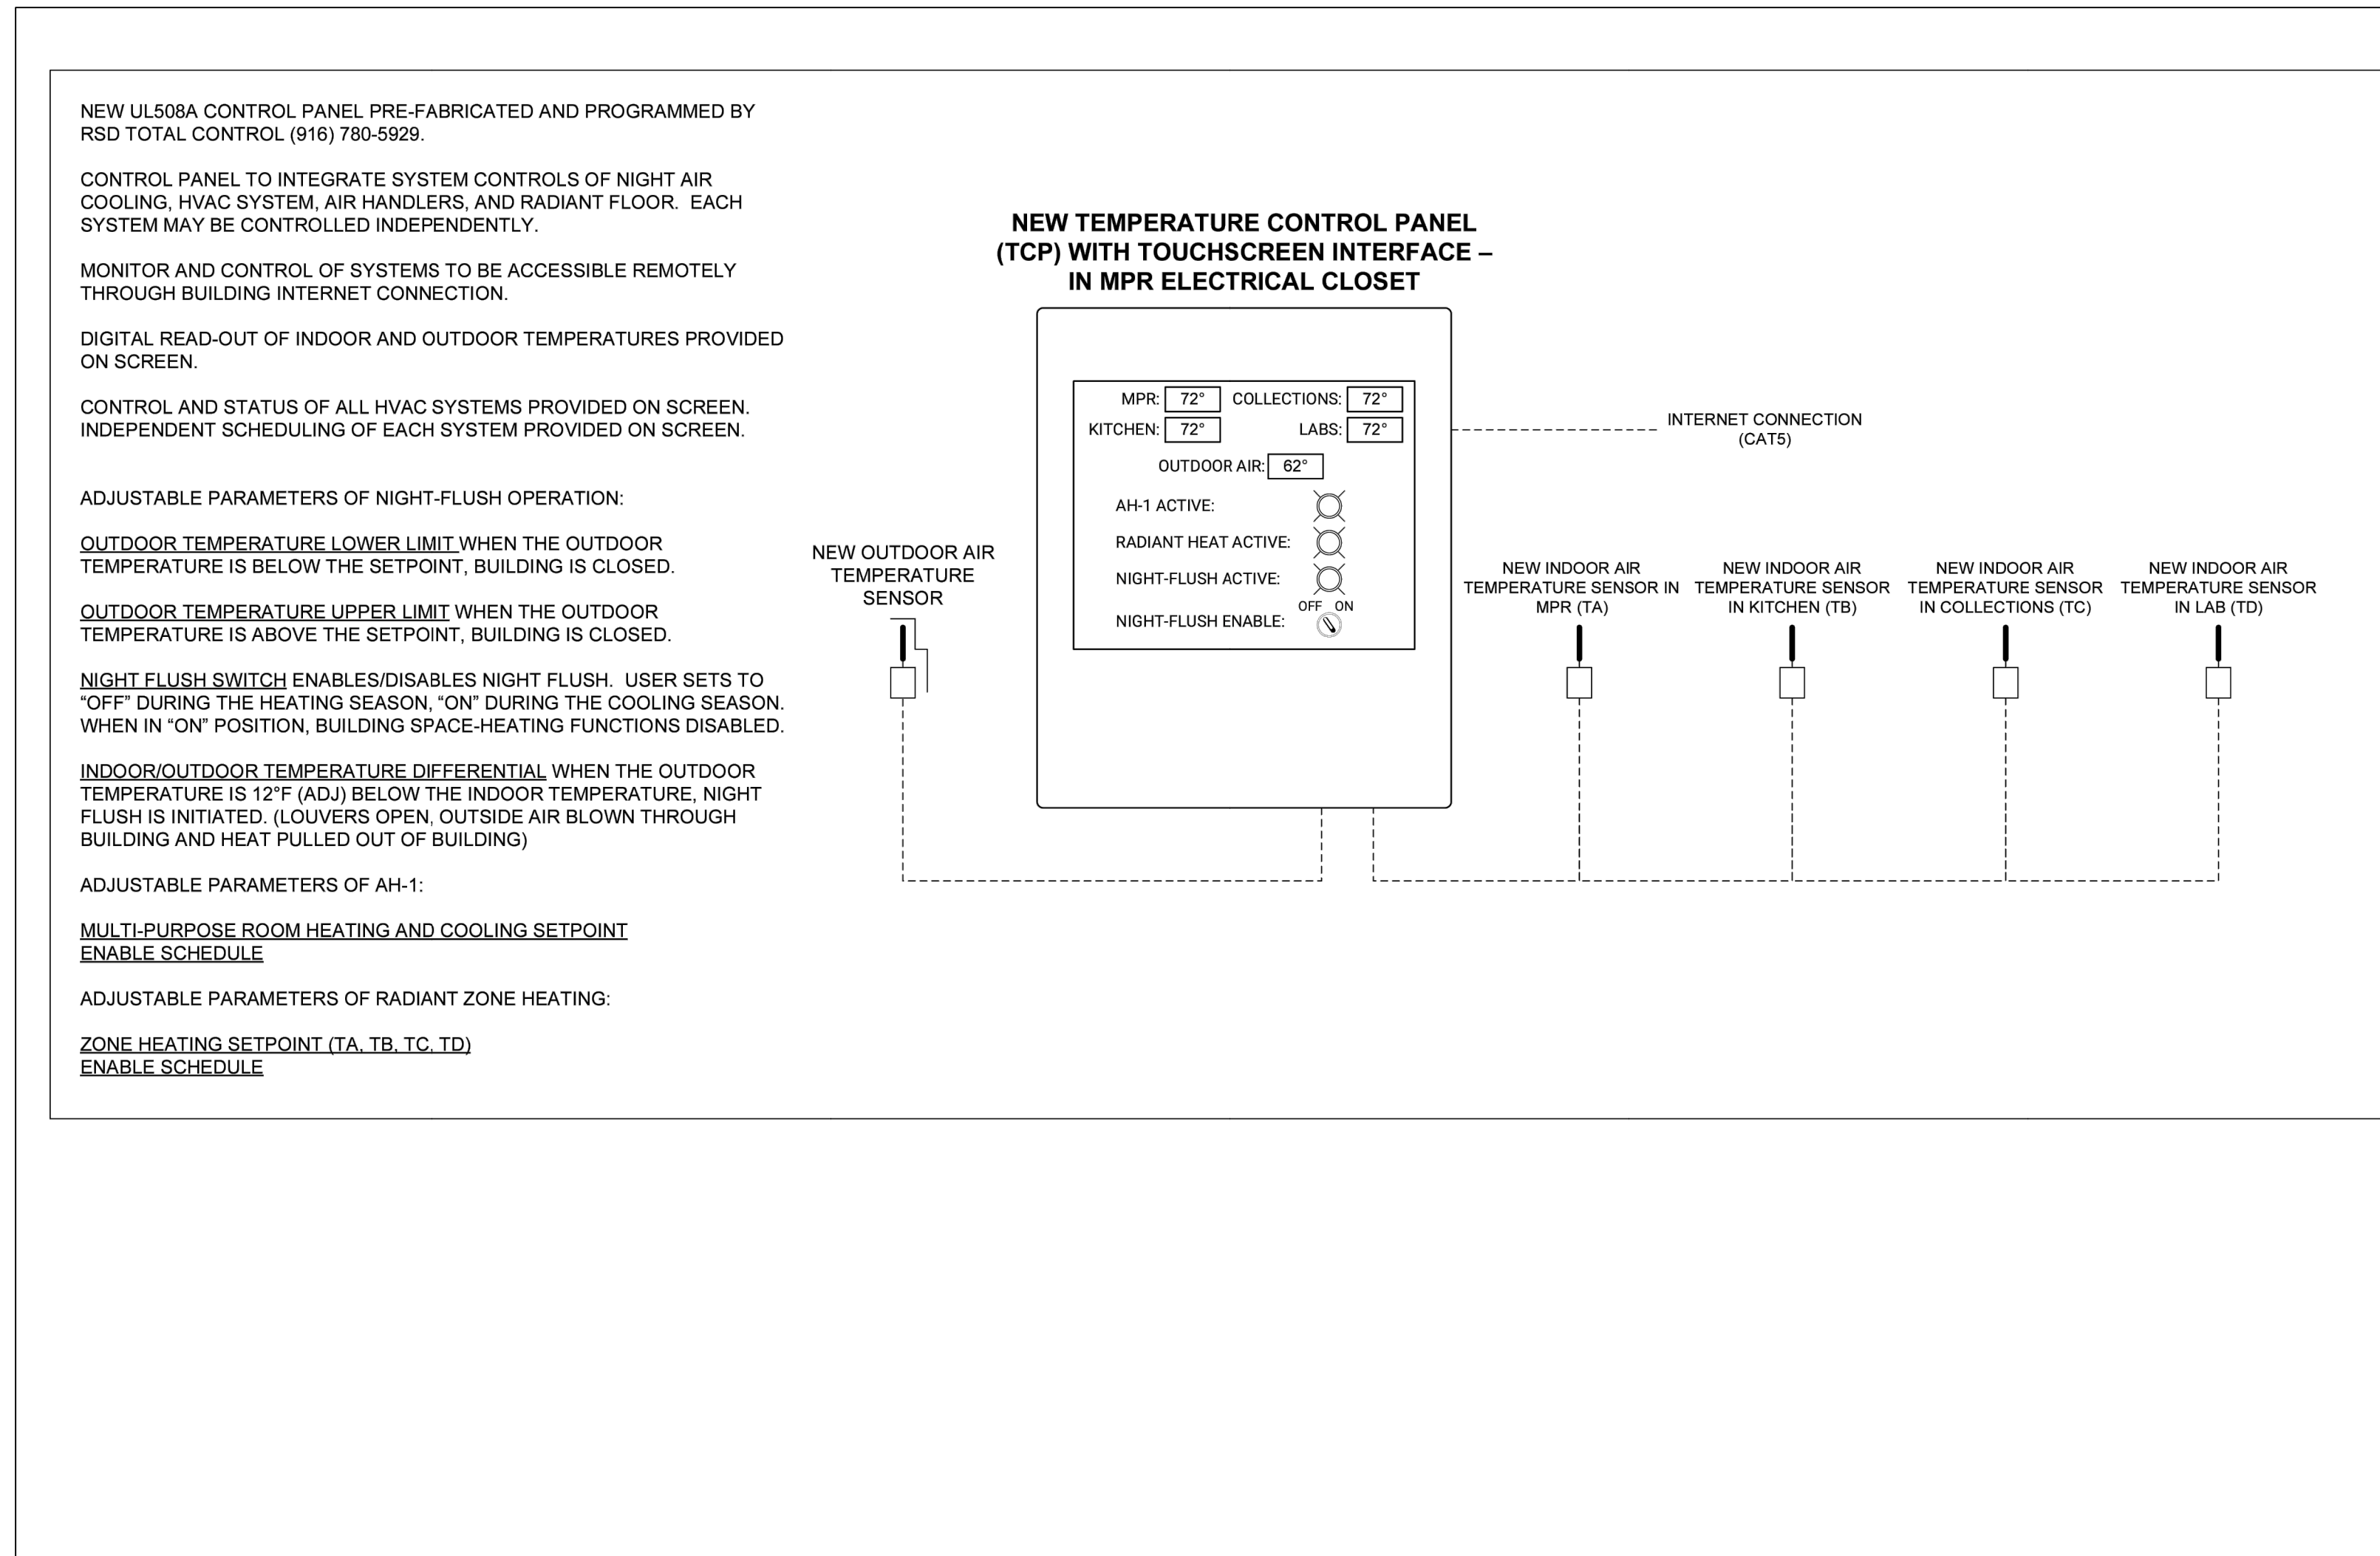 NEW UL508A CONTROL PANEL PRE-FABRICATED AND PROGRAMMED BY
RSD TOTAL CONTROL (916) 780-5929.
CONTROL PANEL TO INTEGRATE SYSTEM CONTROLS OF NIGHT AIR
COOLING, HVAC SYSTEM, AIR HANDLERS, AND RADIANT FLOOR.  EACH
SYSTEM MAY BE CONTROLLED INDEPENDENTLY.
MONITOR AND CONTROL OF SYSTEMS TO BE ACCESSIBLE REMOTELY
THROUGH BUILDING INTERNET CONNECTION.
DIGITAL READ-OUT OF INDOOR AND OUTDOOR TEMPERATURES PROVIDED
ON SCREEN.
CONTROL AND STATUS OF ALL HVAC SYSTEMS PROVIDED ON SCREEN.
INDEPENDENT SCHEDULING OF EACH SYSTEM PROVIDED ON SCREEN.
ADJUSTABLE PARAMETERS OF NIGHT-FLUSH OPERATION:
OUTDOOR TEMPERATURE LOWER LIMIT WHEN THE OUTDOOR
TEMPERATURE IS BELOW THE SETPOINT, BUILDING IS CLOSED.
OUTDOOR TEMPERATURE UPPER LIMIT WHEN THE OUTDOOR
TEMPERATURE IS ABOVE THE SETPOINT, BUILDING IS CLOSED.
NIGHT FLUSH SWITCH ENABLES/DISABLES NIGHT FLUSH.  USER SETS TO
“OFF” DURING THE HEATING SEASON, “ON” DURING THE COOLING SEASON.
WHEN IN “ON” POSITION, BUILDING SPACE-HEATING FUNCTIONS DISABLED.
INDOOR/OUTDOOR TEMPERATURE DIFFERENTIAL WHEN THE OUTDOOR
TEMPERATURE IS 12°F (ADJ) BELOW THE INDOOR TEMPERATURE, NIGHT
FLUSH IS INITIATED. (LOUVERS OPEN, OUTSIDE AIR BLOWN THROUGH
BUILDING AND HEAT PULLED OUT OF BUILDING)
ADJUSTABLE PARAMETERS OF AH-1:
MULTI-PURPOSE ROOM HEATING AND COOLING SETPOINT
ENABLE SCHEDULE
ADJUSTABLE PARAMETERS OF RADIANT ZONE HEATING:
ZONE HEATING SETPOINT (TA, TB, TC, TD)
ENABLE SCHEDULE
NEW OUTDOOR AIR
TEMPERATURE
SENSOR
NEW TEMPERATURE CONTROL PANEL
(TCP) WITH TOUCHSCREEN INTERFACE –
IN MPR ELECTRICAL CLOSET
MPR: 72° COLLECTIONS: 72°
KITCHEN: 72° LABS: 72°
OUTDOOR AIR: 62°
AH-1 ACTIVE:
RADIANT HEAT ACTIVE:
NIGHT-FLUSH ACTIVE:
OFF ON
NIGHT-FLUSH ENABLE:
INTERNET CONNECTION
(CAT5)
NEW INDOOR AIR
TEMPERATURE SENSOR IN
MPR (TA)
NEW INDOOR AIR
TEMPERATURE SENSOR
IN KITCHEN (TB)
NEW INDOOR AIR
TEMPERATURE SENSOR
IN COLLECTIONS (TC)
NEW INDOOR AIR
TEMPERATURE SENSOR
IN LAB (TD)